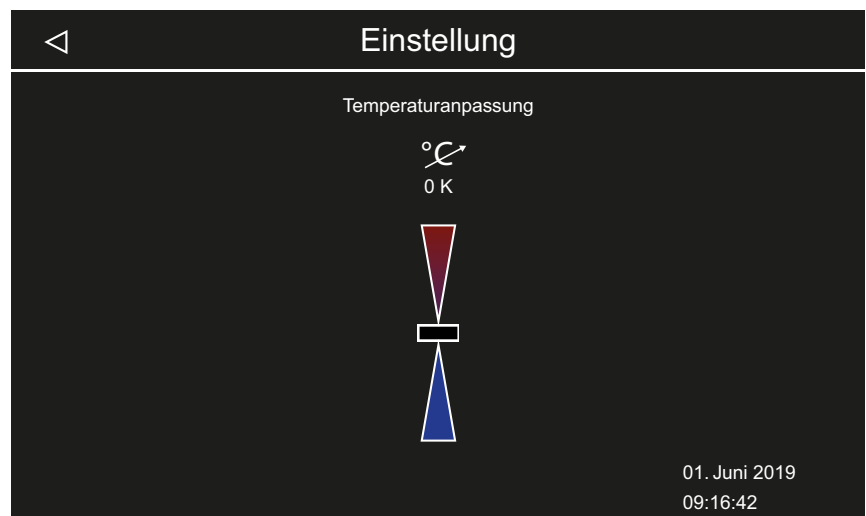 Einstellung
Temperaturanpassung
°C
0 K
01. Juni 2019
09:16:42